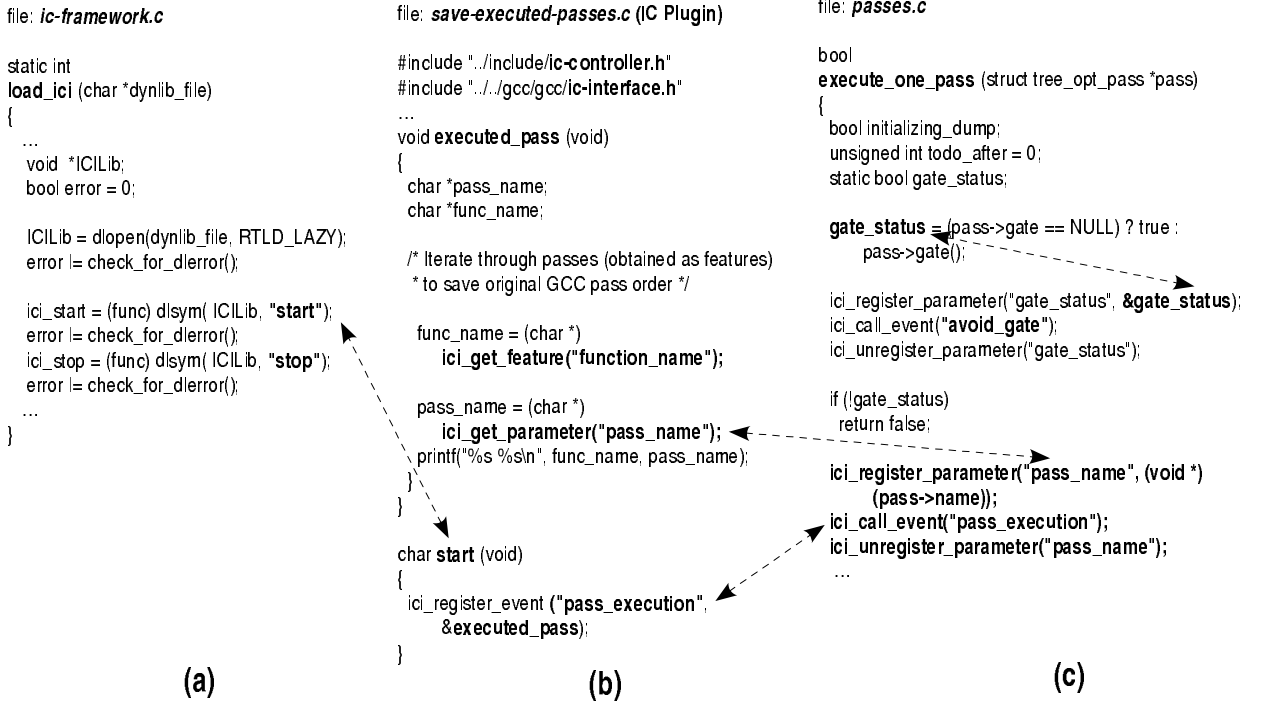 file: ic-framework.c
static int
load_ici (char *dynlib_file)
{
...
void *ICILib;
bool error = 0;
ICILib = dlopen(dynlib_file, RTLD_LAZY);
error |= check_for_dlerror();
ici_start = (func) dlsym( ICILib, "start");
error |= check_for_dlerror();
ici_stop = (func) dlsym( ICILib, "stop");
error |= check_for_dlerror();
...
}
(a)
file: save-executed-passes.c (IC Plugin)
#include "../include/ic-controller.h"
#include "../../gcc/gcc/ic-interface.h"
...
void executed_pass (void)
{
char *pass_name;
char *func_name;
/* Iterate through passes (obtained as features)
* to save original GCC pass order */
func_name = (char *)
ici_get_feature("function_name");
pass_name = (char *)
ici_get_parameter("pass_name");
printf("%s %s\n", func_name, pass_name);
}
}
char start (void)
{
ici_register_event ("pass_execution",
&executed_pass);
}
(b)
file: passes.c
bool
execute_one_pass (struct tree_opt_pass *pass)
{
bool initializing_dump;
unsigned int todo_after = 0;
static bool gate_status;
gate_status = (pass->gate == NULL) ? true :
pass->gate();
ici_register_parameter("gate_status", &gate_status);
ici_call_event("avoid_gate");
ici_unregister_parameter("gate_status");
if (!gate_status)
return false;
ici_register_parameter("pass_name", (void *)
(pass->name));
ici_call_event("pass_execution");
ici_unregister_parameter("pass_name");
...
(c)